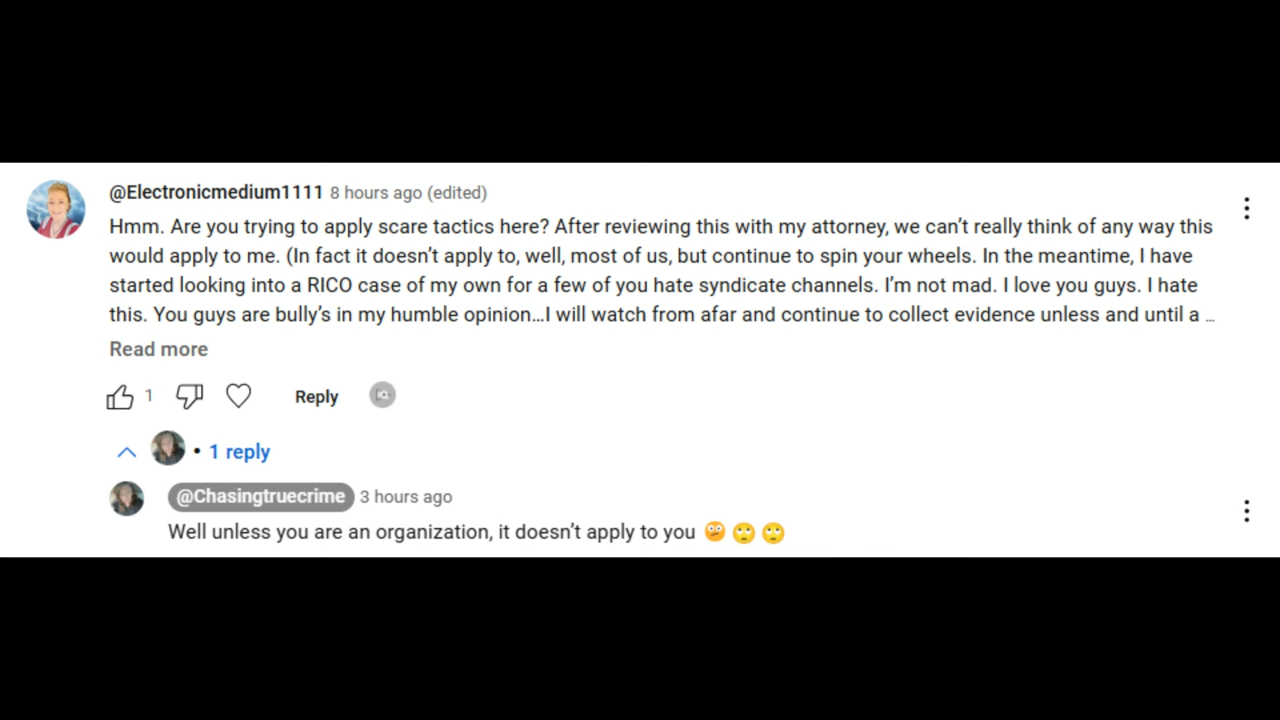 @Electronicmedium1111 8 hours ago (edited)
Hmm. Are you trying to apply scare tactics here? After reviewing this with my attorney, we can’t really think of any way this
would apply to me. (In fact it doesn’t apply to, well, most of us, but continue to spin your wheels. In the meantime, I have
started looking into a RICO case of my own for a few of you hate syndicate channels. I’m not mad. I love you guys. I hate
this. You guys are bully’s in my humble opinion…I will watch from afar and continue to collect evidence unless and until a ...
Read more
1 Reply
• 1 reply
@Chasingtruecrime 3 hours ago
Well unless you are an organization, it doesn’t apply to you 🫤🙄🙄